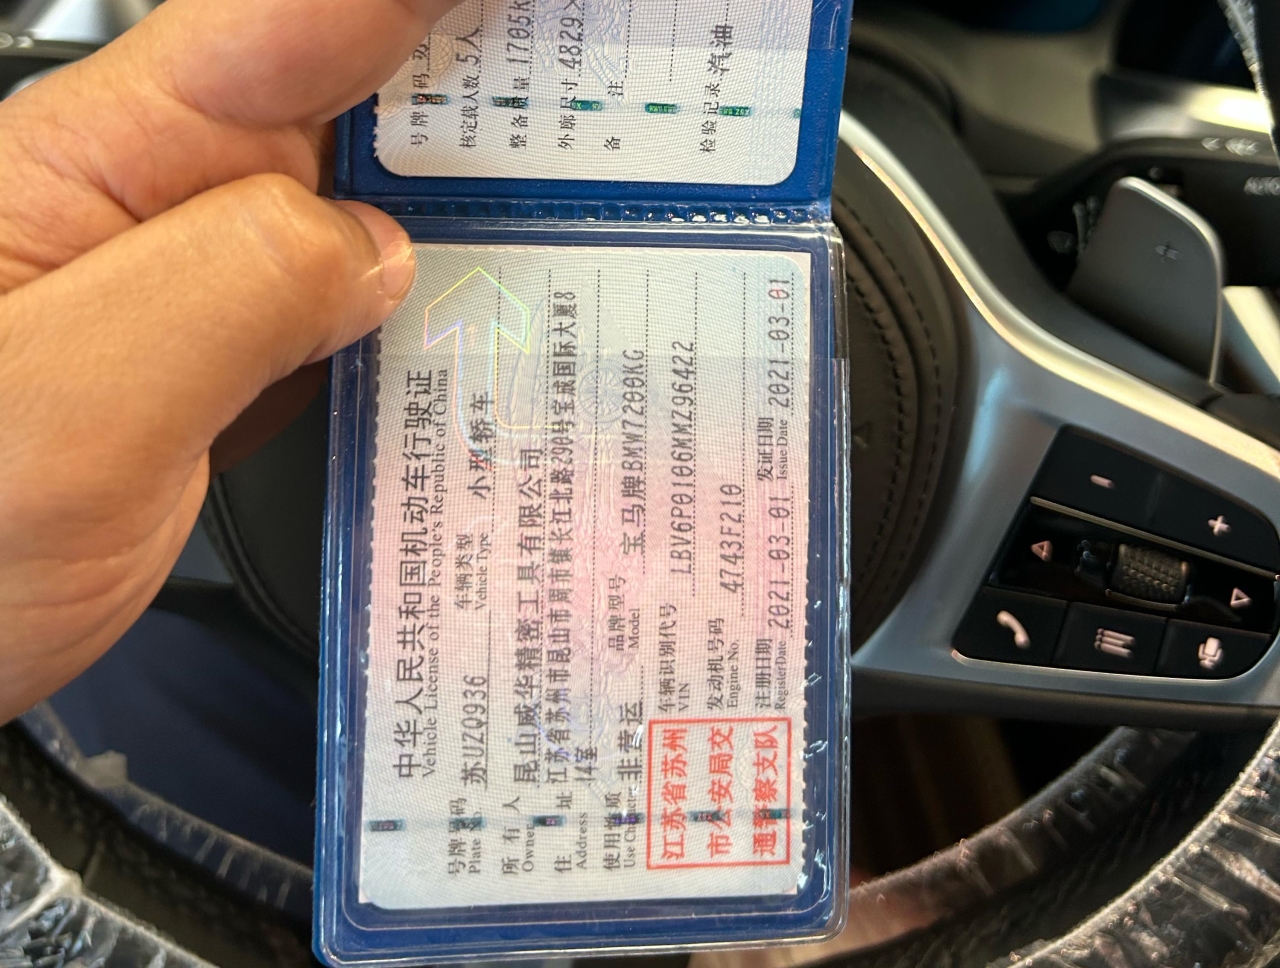 中华人民共和国机动车行驶证
Vehicle License of the People's Republic of China
号牌号码 苏UZQ936 车辆类型 小型轿车
Plate No. Vehicle Type
所有人 昆山威华精密工具有限公司
Owner
住址 江苏省苏州市昆山市周市镇长江北路290号宝成国际大厦8
Address 14室
使用性质 非营运 品牌型号 宝马牌BMW7200KG
Use Character Model
江苏省苏州
市公安局交
通警察支队
车辆识别代号 LBV6P0106MMZ96422
VIN
发动机号码 4743F210
Engine No.
注册日期 2021-03-01 发证日期 2021-03-01
Register Date Issue Date
号牌号码
核定载人数 5人
整备质量 1705k
外廓尺寸 4829×
备注
检验记录 汽油
AUTO